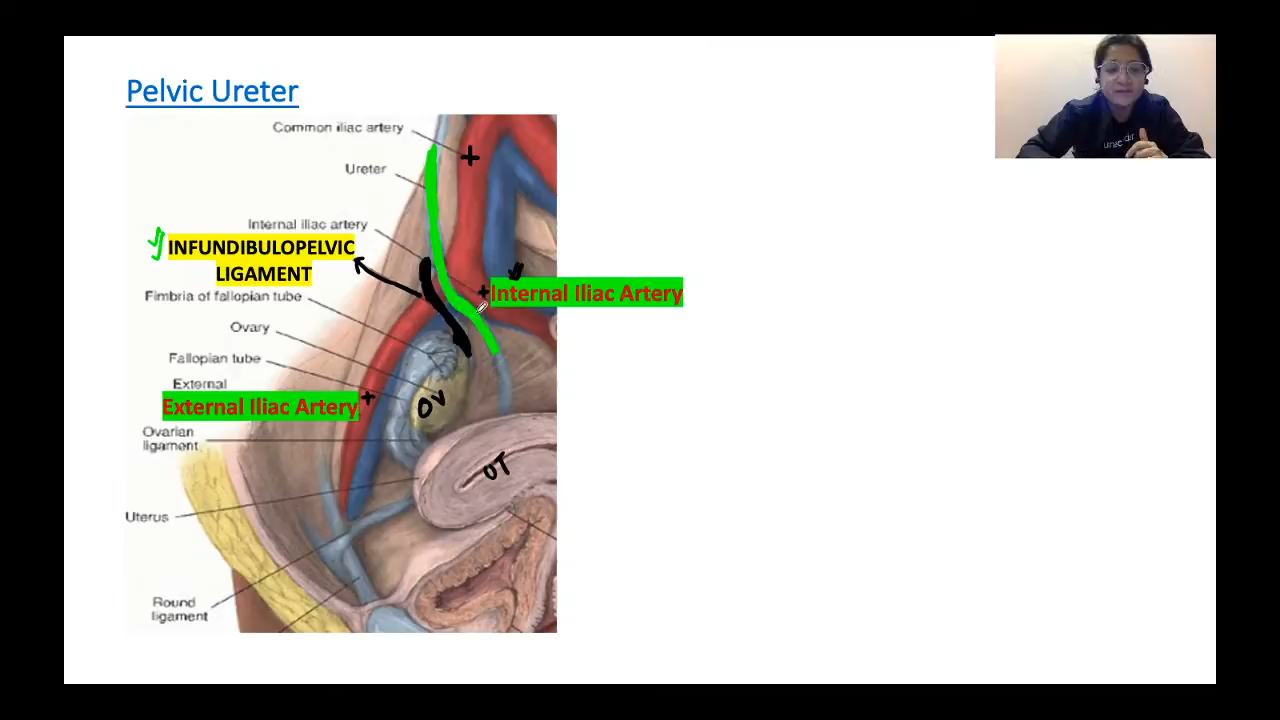 Pelvic Ureter
Common iliac artery
Ureter
Internal iliac artery
INFUNDIBULOPELVIC
LIGAMENT
Internal Iliac Artery
Fimbria of fallopian tube
Ovary
Fallopian tube
External
External Iliac Artery
OV
Ovarian
ligament
UT
Uterus
Round
ligament